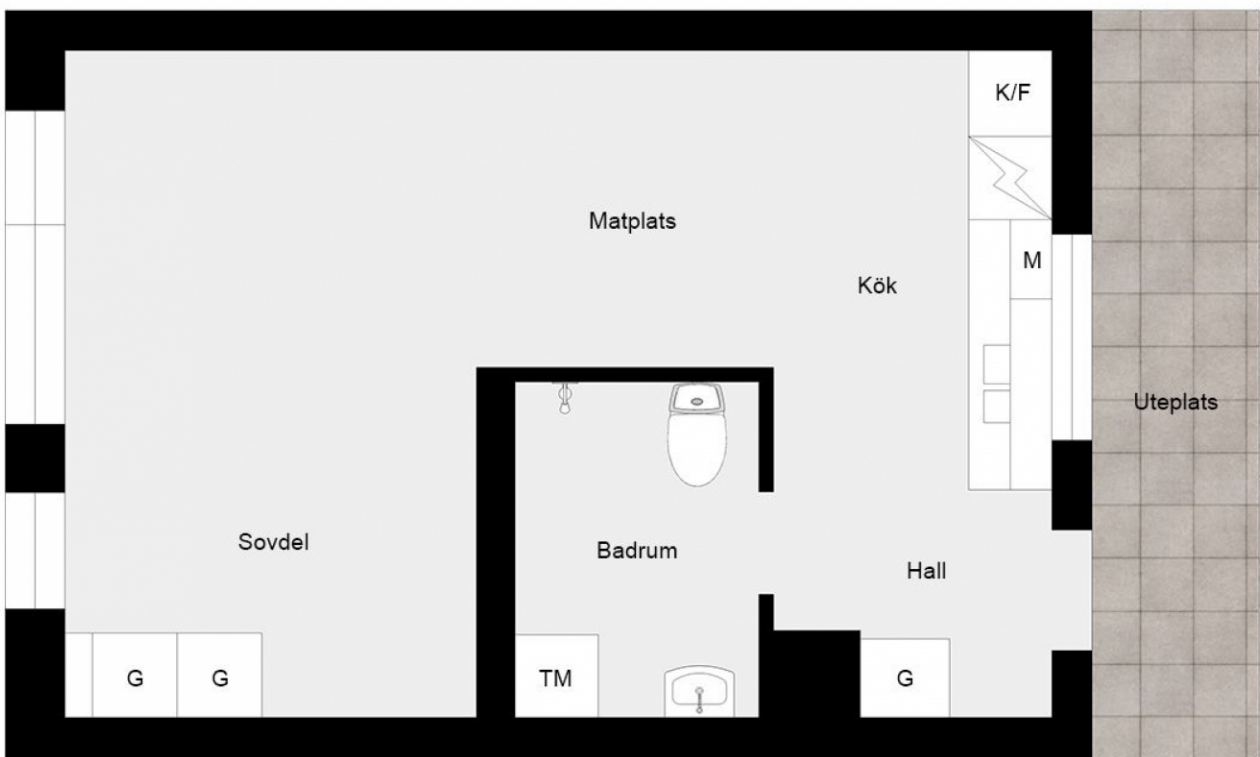 K/F
Matplats
M
Kök
Uteplats
Sovdel
Badrum
Hall
G
G
TM
G